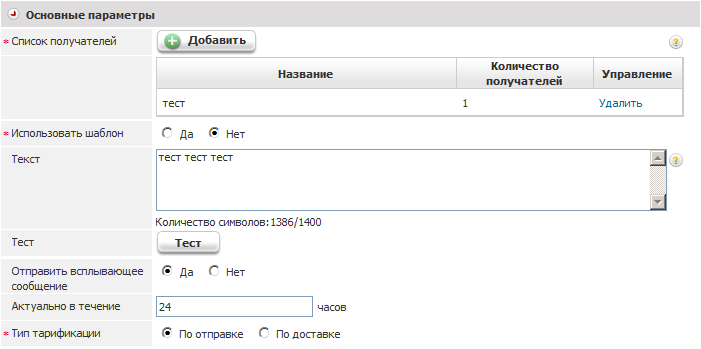 Основные параметры
* Список получателей Добавить ?
Название Количество получателей Управление
тест 1 Удалить
* Использовать шаблон Да Нет
Текст тест тест тест ?
Количество символов:1386/1400
Тест Тест
Отправить всплывающее сообщение Да Нет
Актуально в течение 24 часов
* Тип тарификации По отправке По доставке